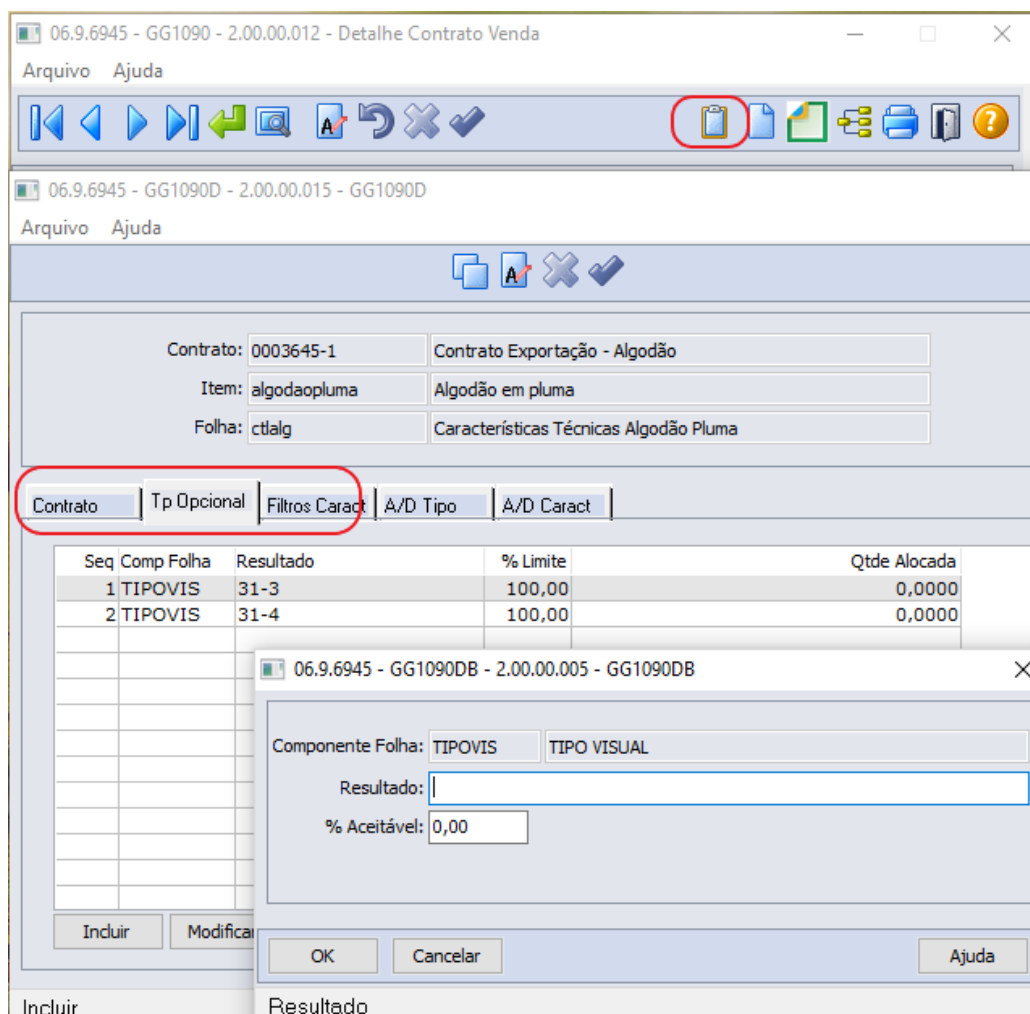 06.9.6945 - GG1090 - 2.00.00.012 - Detalhe Contrato Venda
Arquivo Ajuda
06.9.6945 - GG1090D - 2.00.00.015 - GG1090D
Arquivo Ajuda
Contrato: 0003645-1 Contrato Exportação - Algodão
Item: algodaopluma Algodão em pluma
Folha: ctlalg Características Técnicas Algodão Pluma
Contrato Tp Opcional Filtros Caract A/D Tipo A/D Caract
Seq Comp Folha Resultado % Limite Qtde Alocada
1 TIPOVIS 31-3 100,00 0,0000
2 TIPOVIS 31-4 100,00 0,0000
06.9.6945 - GG1090DB - 2.00.00.005 - GG1090DB
Componente Folha: TIPOVIS TIPO VISUAL
Resultado:
% Aceitável: 0,00
Incluir Modificar
OK Cancelar Ajuda
Incluir Resultado